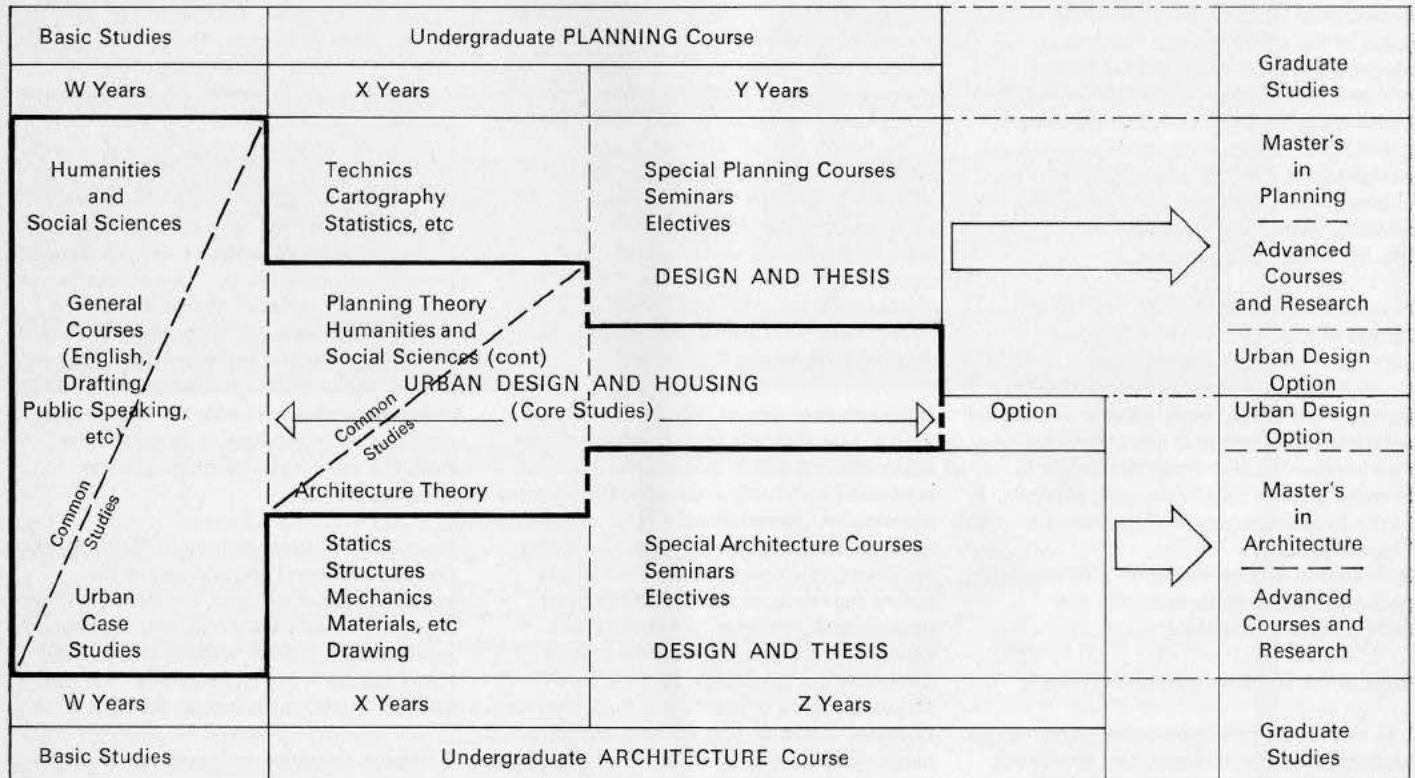 Basic Studies
Undergraduate PLANNING Course
Graduate
Studies
W Years
X Years
Y Years
Humanities
and
Social Sciences
General
Courses
(English,
Drafting,
Public Speaking,
etc)
Common
Studies
Urban
Case
Studies
Technics
Cartography
Statistics, etc
Special Planning Courses
Seminars
Electives
DESIGN AND THESIS
Master's
in
Planning
Advanced
Courses
and Research
Urban Design
Option
Planning Theory
Humanities and
Social Sciences (cont)
URBAN DESIGN AND HOUSING
(Core Studies)
Common
Studies
Architecture Theory
Option
Urban Design
Option
Master's
in
Architecture
Advanced
Courses and
Research
Statics
Structures
Mechanics
Materials, etc
Drawing
Special Architecture Courses
Seminars
Electives
DESIGN AND THESIS
W Years
X Years
Z Years
Basic Studies
Undergraduate ARCHITECTURE Course
Graduate
Studies